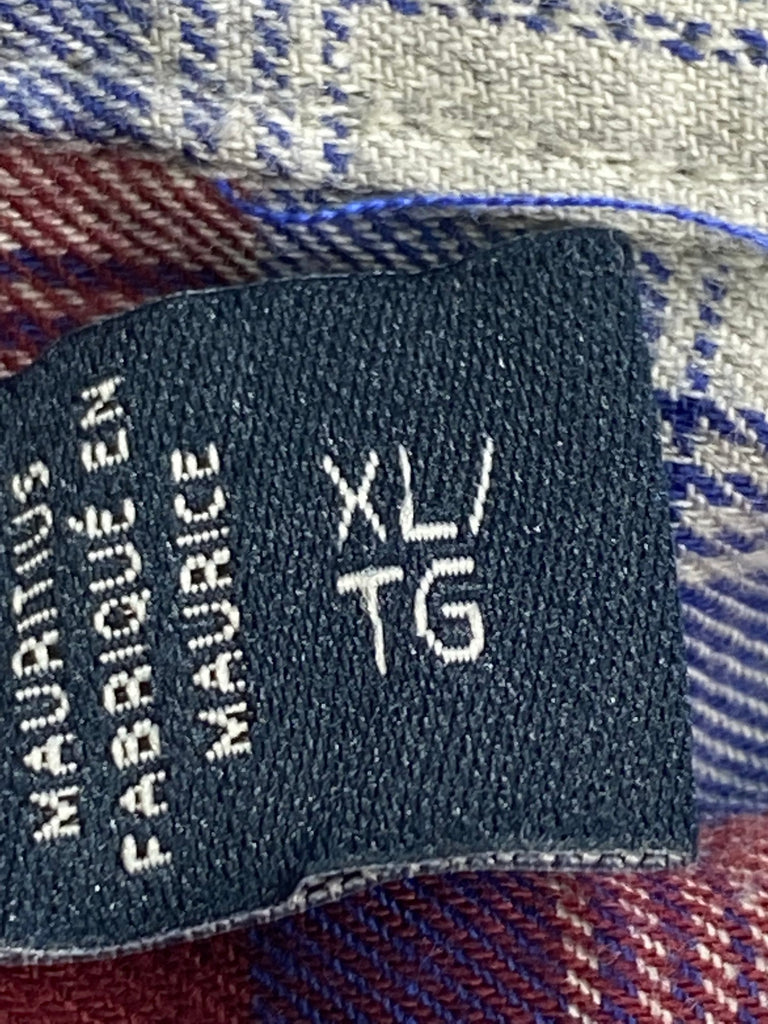 MAURITIUS
FABRIQUÉ EN
MAURICE
XL/
TG